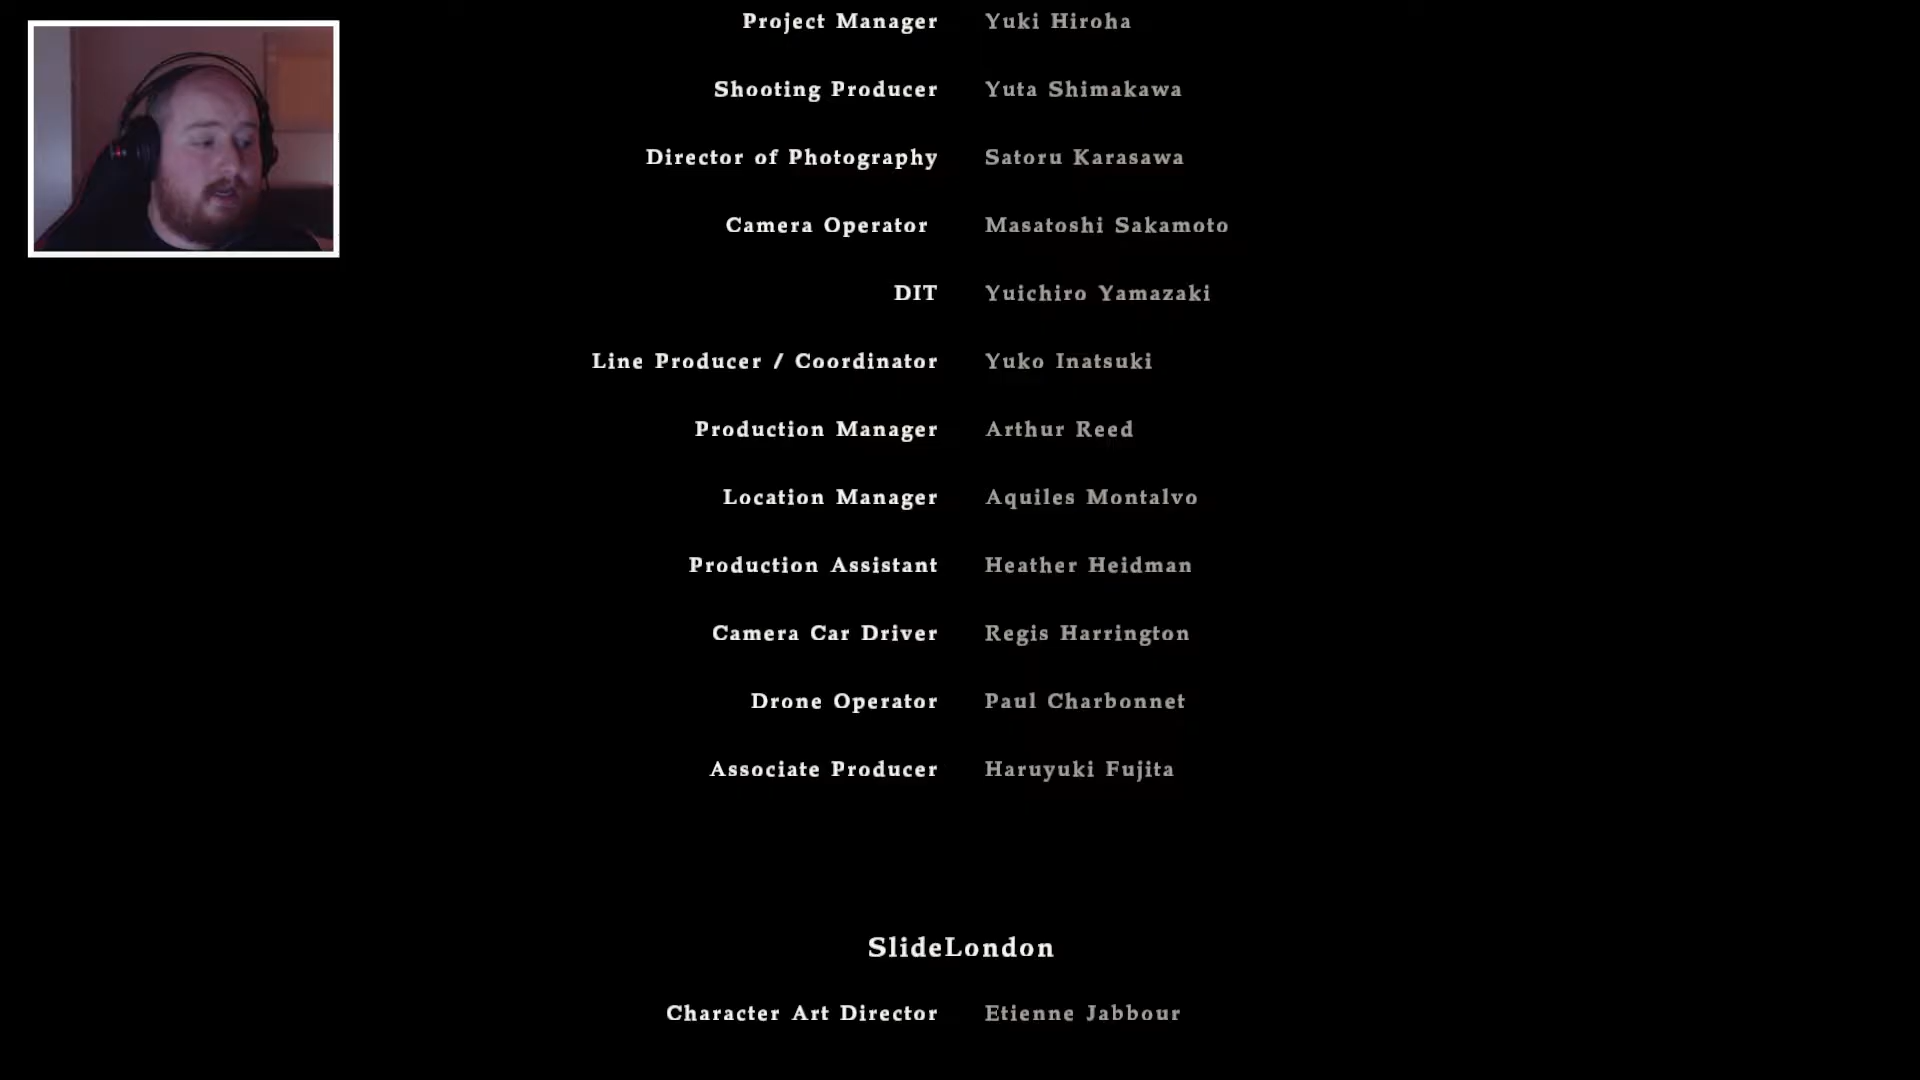 Project Manager Yuki Hiroha
Shooting Producer Yuta Shimakawa
Director of Photography Satoru Karasawa
Camera Operator Masatoshi Sakamoto
DIT Yuichiro Yamazaki
Line Producer / Coordinator Yuko Inatsuki
Production Manager Arthur Reed
Location Manager Aquiles Montalvo
Production Assistant Heather Heidman
Camera Car Driver Regis Harrington
Drone Operator Paul Charbonnet
Associate Producer Haruyuki Fujita
SlideLondon
Character Art Director Etienne Jabbour